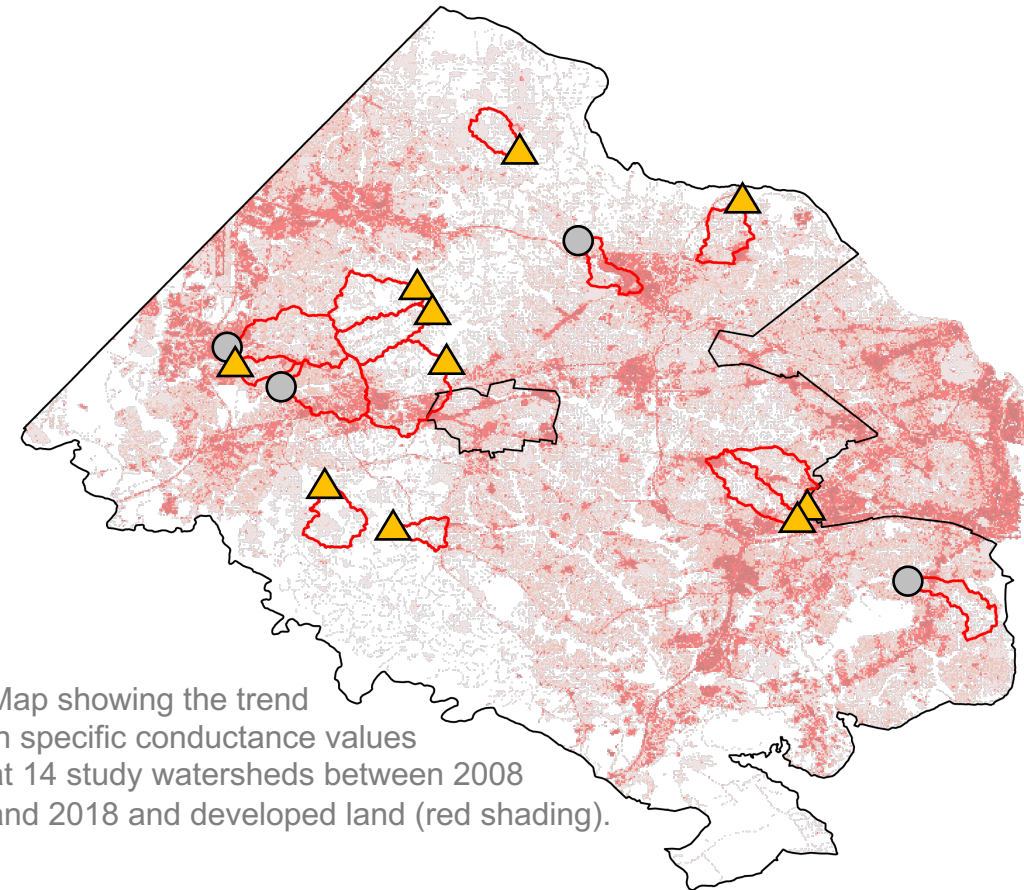 Map showing the trend
n specific conductance values
at 14 study watersheds between 2008
and 2018 and developed land (red shading).